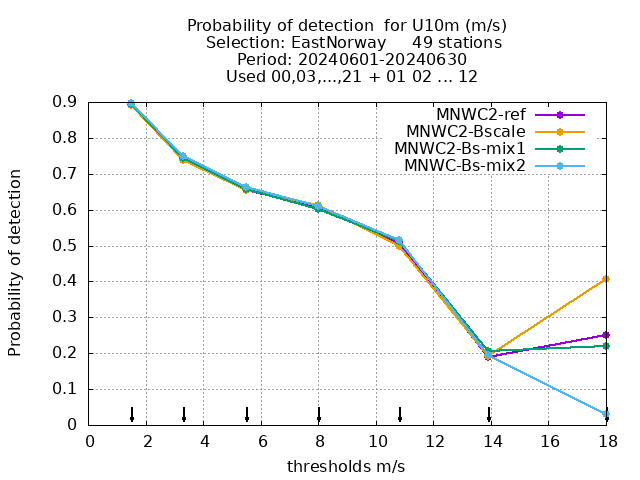 Probability of detection  for U10m (m/s)
Selection: EastNorway     49 stations
Period: 20240601-20240630
Used 00,03,...,21 + 01 02 ... 12
MNWC2-ref
MNWC2-Bscale
MNWC2-Bs-mix1
MNWC-Bs-mix2
Probability of detection
0.9
0.8
0.7
0.6
0.5
0.4
0.3
0.2
0.1
0
0 2 4 6 8 10 12 14 16 18
thresholds m/s